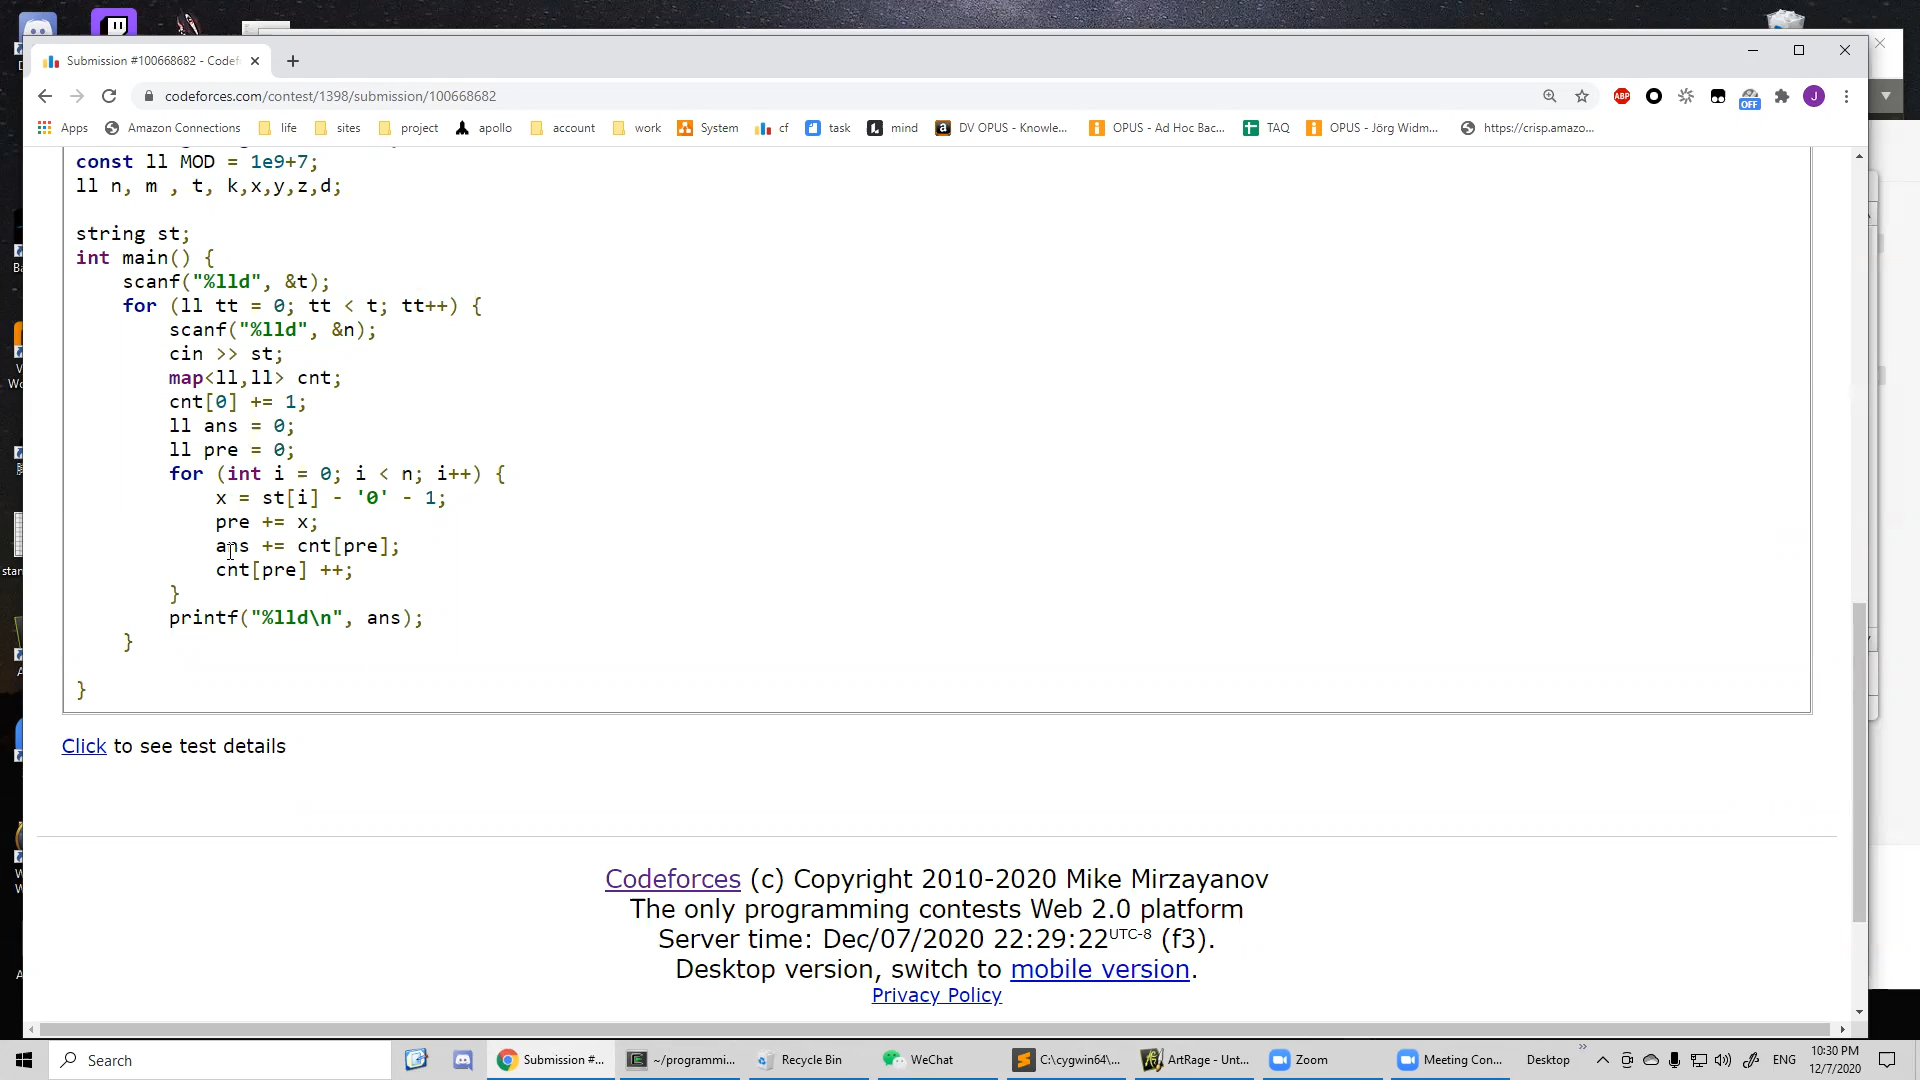 Submission #100668682 - Codef
codeforces.com/contest/1398/submission/100668682
ABP
OFF
J
Apps
Amazon Connections
life
sites
project
apollo
account
work
System
cf
task
mind
DV OPUS - Knowle...
OPUS - Ad Hoc Bac...
TAQ
OPUS - Jörg Widm...
https://crisp.amazo...
const ll MOD = 1e9+7;
ll n, m , t, k,x,y,z,d;
string st;
int main() {
scanf("%lld", &t);
for (ll tt = 0; tt < t; tt++) {
scanf("%lld", &n);
cin >> st;
map<ll,ll> cnt;
cnt[0] += 1;
ll ans = 0;
ll pre = 0;
for (int i = 0; i < n; i++) {
x = st[i] - '0' - 1;
pre += x;
ans += cnt[pre];
cnt[pre] ++;
}
printf("%lld\n", ans);
}
}
Click to see test details
Codeforces (c) Copyright 2010-2020 Mike Mirzayanov
The only programming contests Web 2.0 platform
Server time: Dec/07/2020 22:29:22UTC-8 (f3).
Desktop version, switch to mobile version.
Privacy Policy
Search
Submission #...
~/programmi...
Recycle Bin
WeChat
C:\cygwin64\...
ArtRage - Unt...
Zoom
Meeting Con...
Desktop
ENG
10:30 PM
12/7/2020